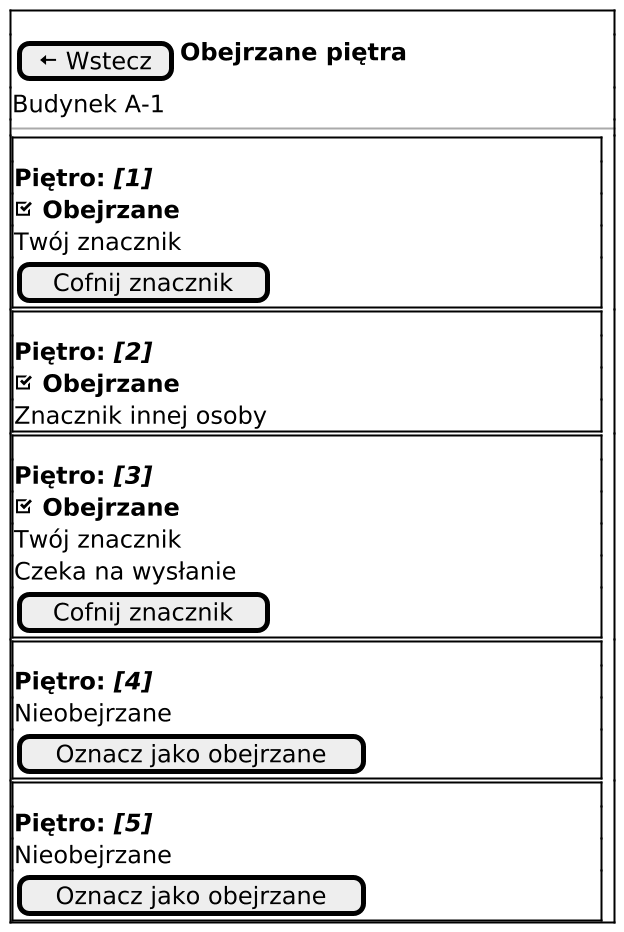 ← Wstecz Obejrzane piętra
Budynek A-1
Piętro: [1]
☑ Obejrzane
Twój znacznik
Cofnij znacznik
Piętro: [2]
☑ Obejrzane
Znacznik innej osoby
Piętro: [3]
☑ Obejrzane
Twój znacznik
Czeka na wysłanie
Cofnij znacznik
Piętro: [4]
Nieobejrzane
Oznacz jako obejrzane
Piętro: [5]
Nieobejrzane
Oznacz jako obejrzane